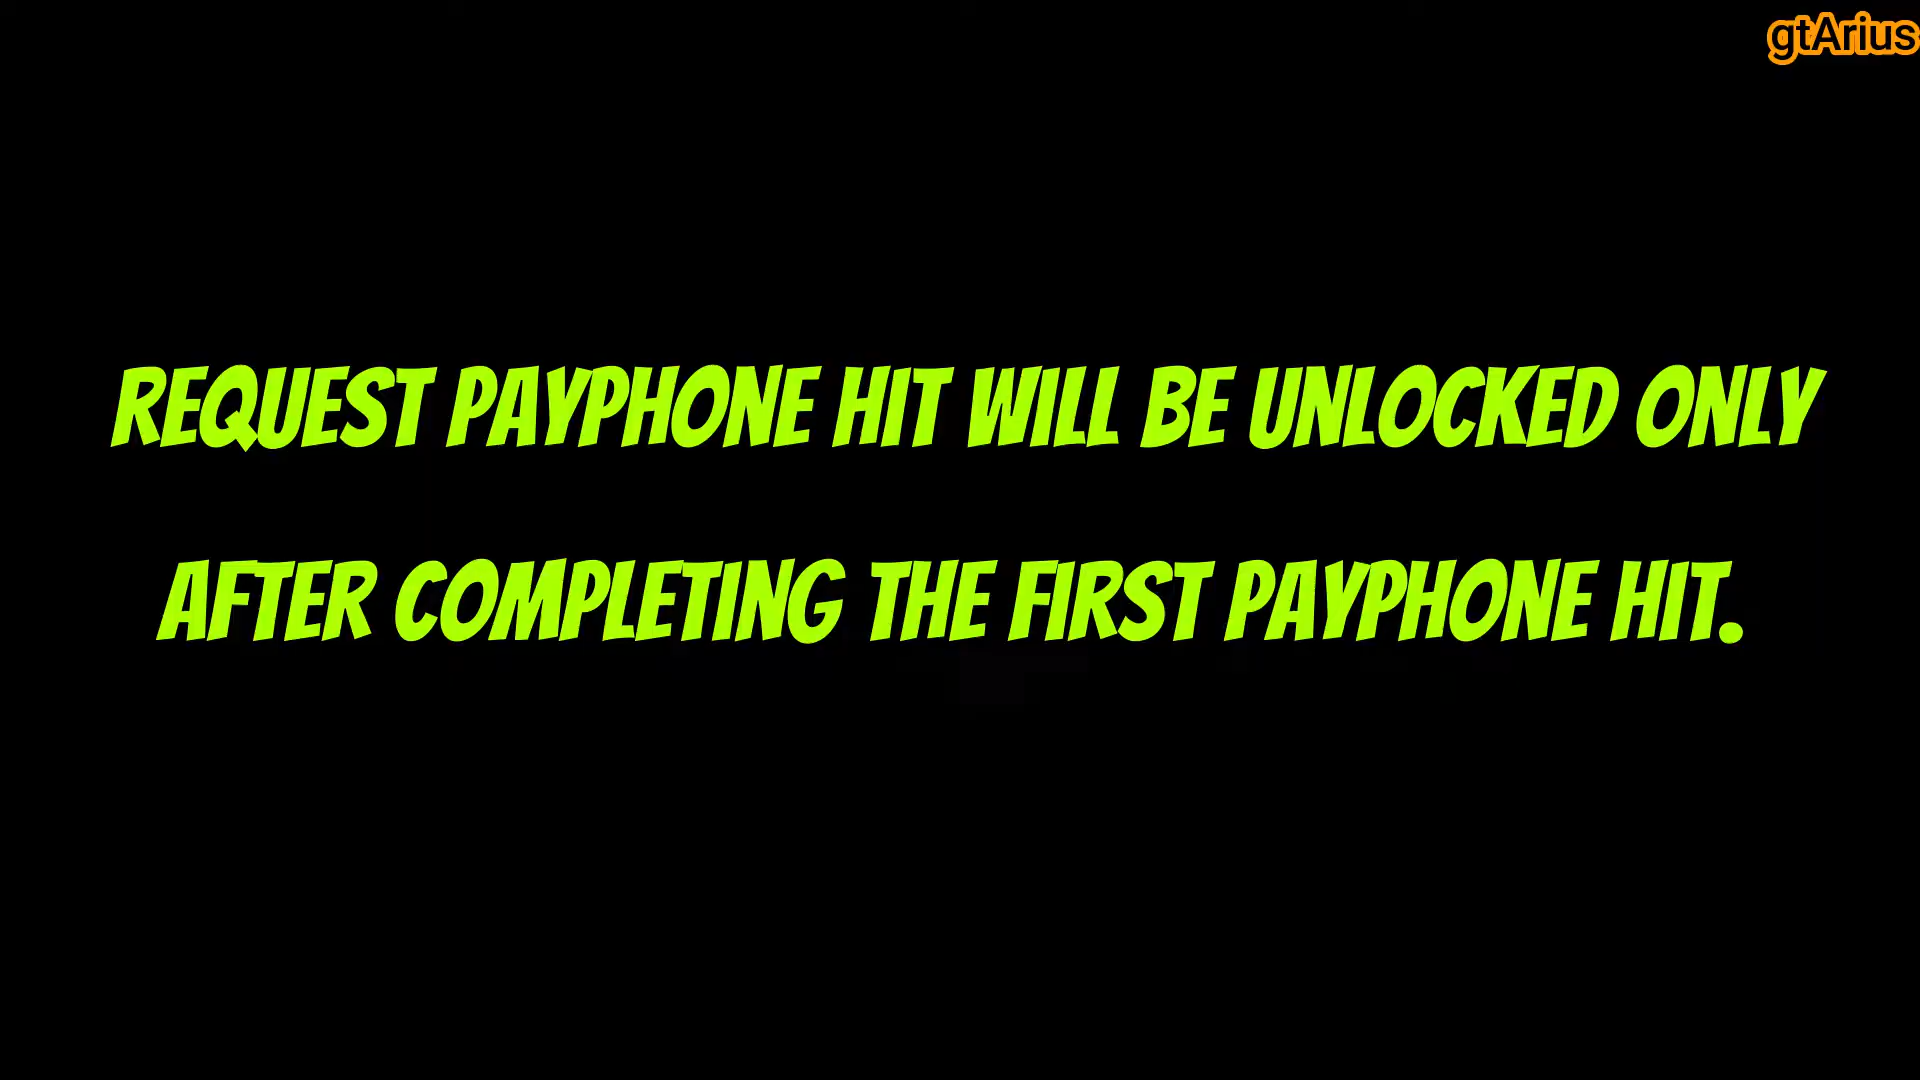 gtArius
REQUEST PAYPHONE HIT WILL BE UNLOCKED ONLY
AFTER COMPLETING THE FIRST PAYPHONE HIT.